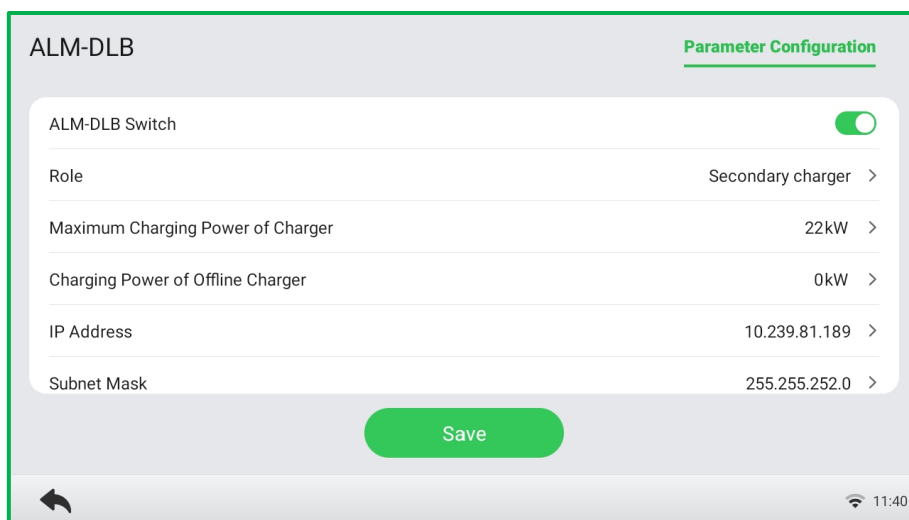 ALM-DLB
Parameter Configuration
ALM-DLB Switch
Role Secondary charger
Maximum Charging Power of Charger 22kW
Charging Power of Offline Charger 0kW
IP Address 10.239.81.189
Subnet Mask 255.255.252.0
Save
11:40